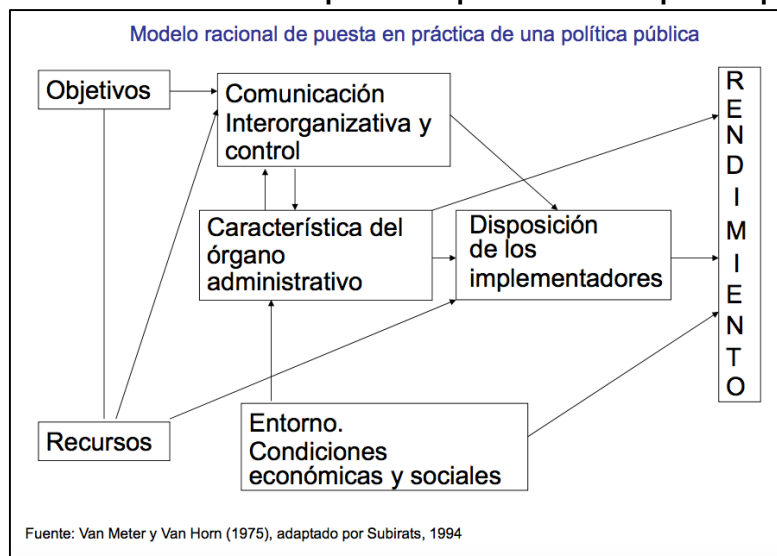 Modelo racional de puesta en práctica de una política pública
Objetivos
Comunicación
Interorganizativa y
control
Característica del
órgano
administrativo
Disposición
de los
implementadores
Recursos
Entorno.
Condiciones
económicas y sociales
R
E
N
D
I
M
I
E
N
T
O
Fuente: Van Meter y Van Horn (1975), adaptado por Subirats, 1994